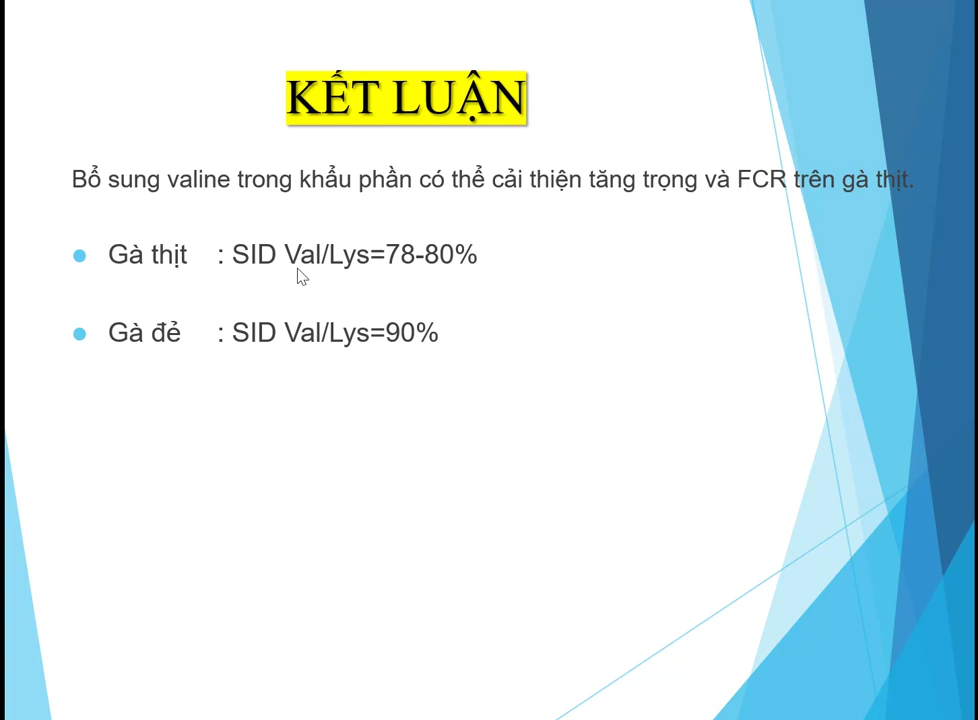 KẾT LUẬN
Bổ sung valine trong khẩu phần có thể cải thiện tăng trọng và FCR trên gà thịt.
Gà thịt : SID Val/Lys=78-80%
Gà đẻ : SID Val/Lys=90%